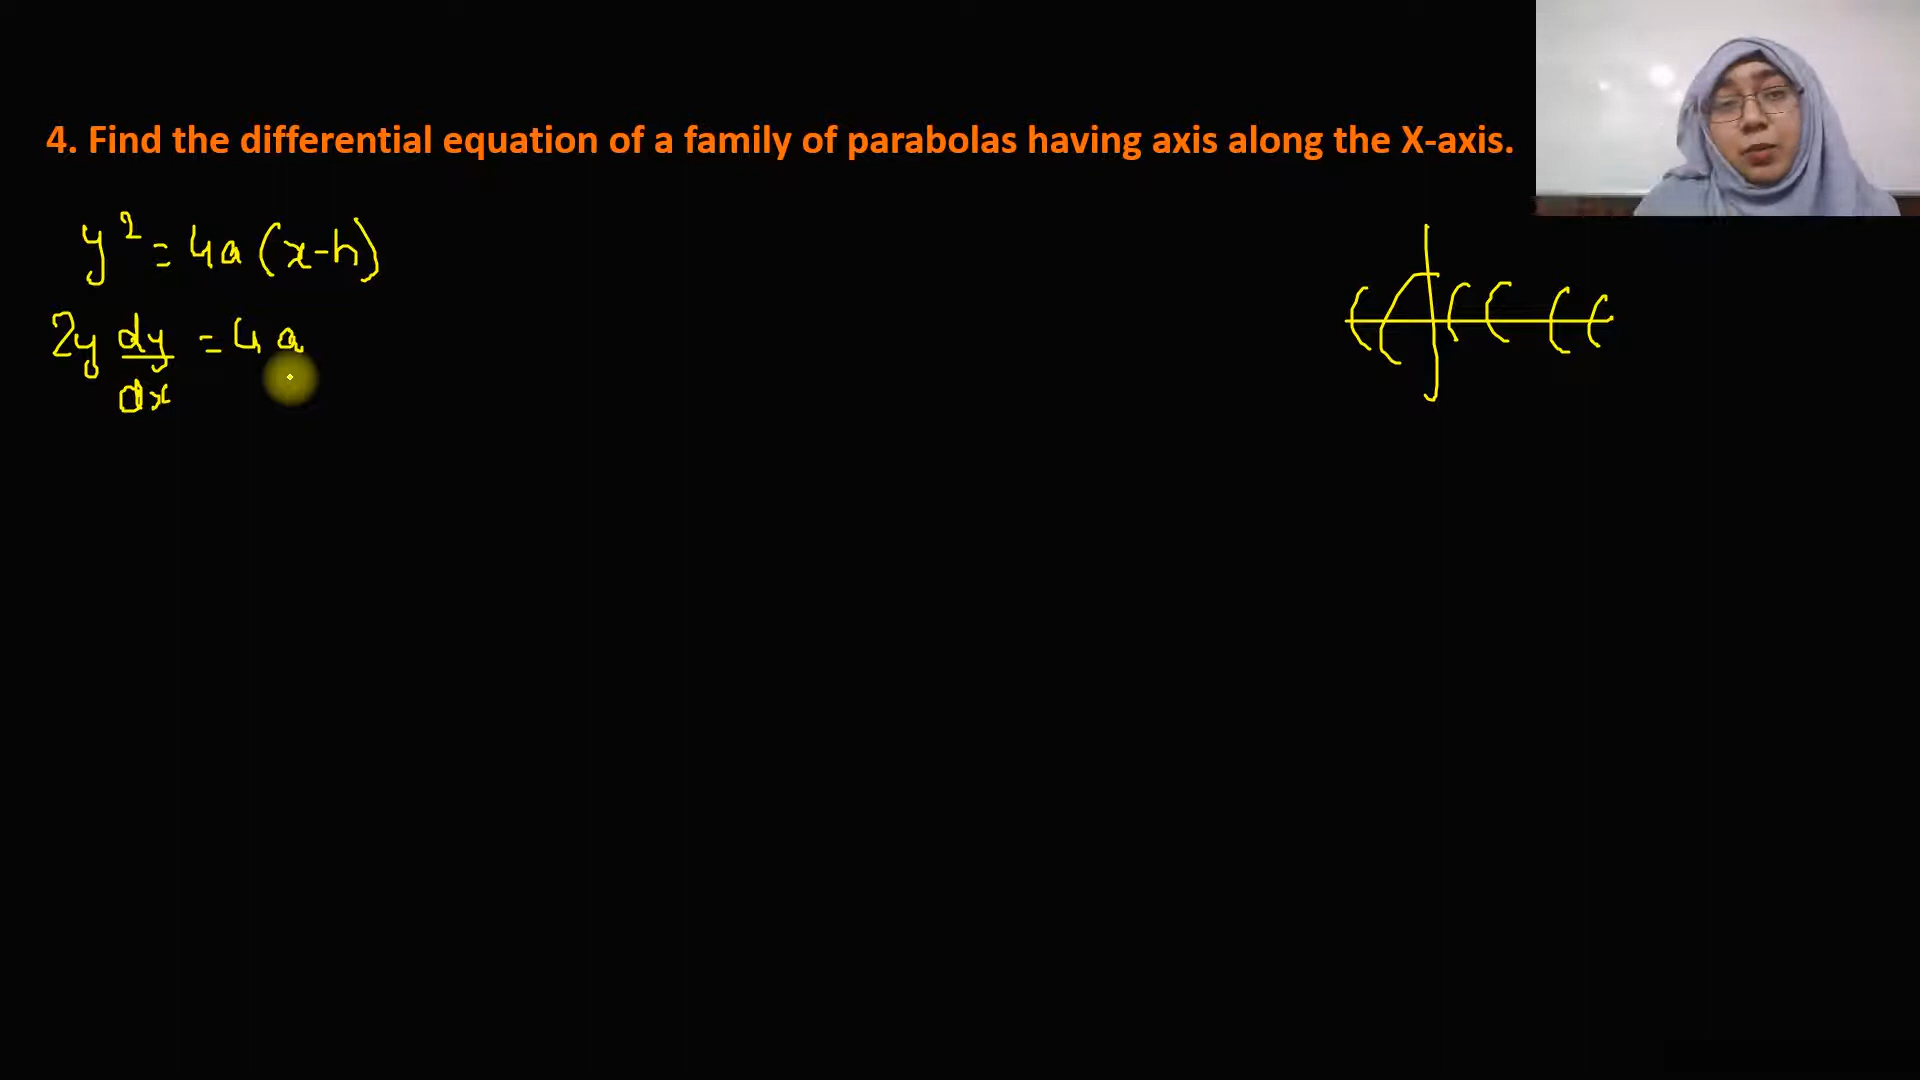 4. Find the differential equation of a family of parabolas having axis along the X-axis.
y² = 4a (x-h)
2y dy/dx = 4a